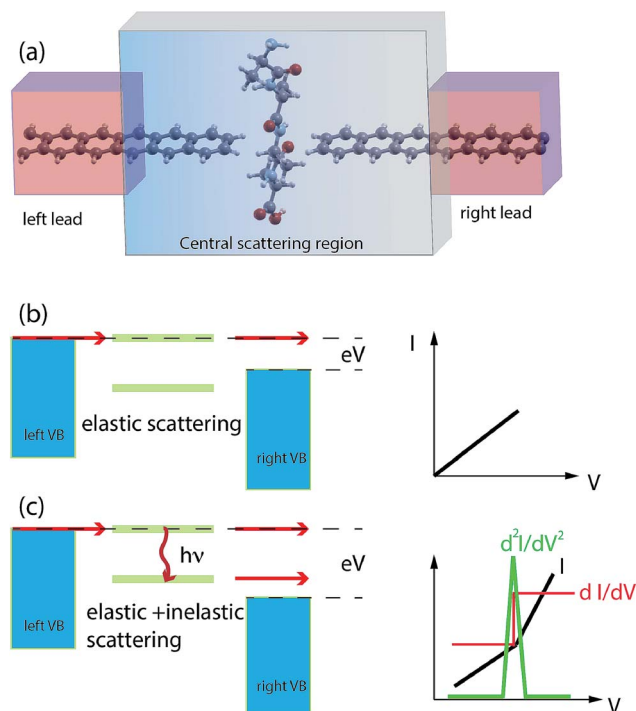 (a)
left lead
Central scattering region
right lead
(b)
I
eV
left VB
elastic scattering
right VB
V
(c)
hν
eV
d²I/dV²
I
d I/dV
left VB
elastic +inelastic
scattering
right VB
V